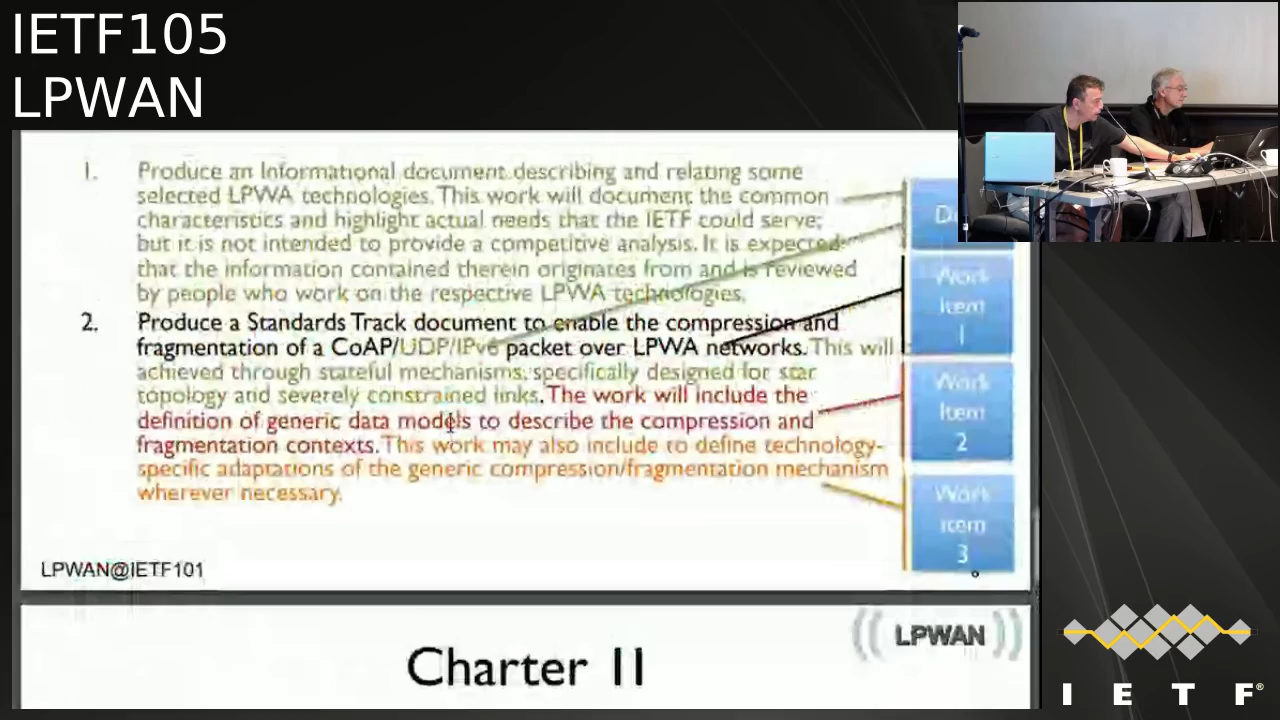 IETF105
LPWAN
1. Produce an Informational document describing and relating some
selected LPWA technologies. This work will document the common
characteristics and highlight actual needs that the IETF could serve;
but it is not intended to provide a competitive analysis. It is expected
that the information contained therein originates from and is reviewed
by people who work on the respective LPWA technologies.
2. Produce a Standards Track document to enable the compression and
fragmentation of a CoAP/UDP/IPv6 packet over LPWA networks. This will
achieved through stateful mechanisms, specifically designed for star
topology and severely constrained links. The work will include the
definition of generic data models to describe the compression and
fragmentation contexts. This work may also include to define technology-
specific adaptations of the generic compression/fragmentation mechanism
wherever necessary.
Work
item
1
Work
Item
2
Work
item
3
LPWAN@IETF101
LPWAN
Charter II
IETF®